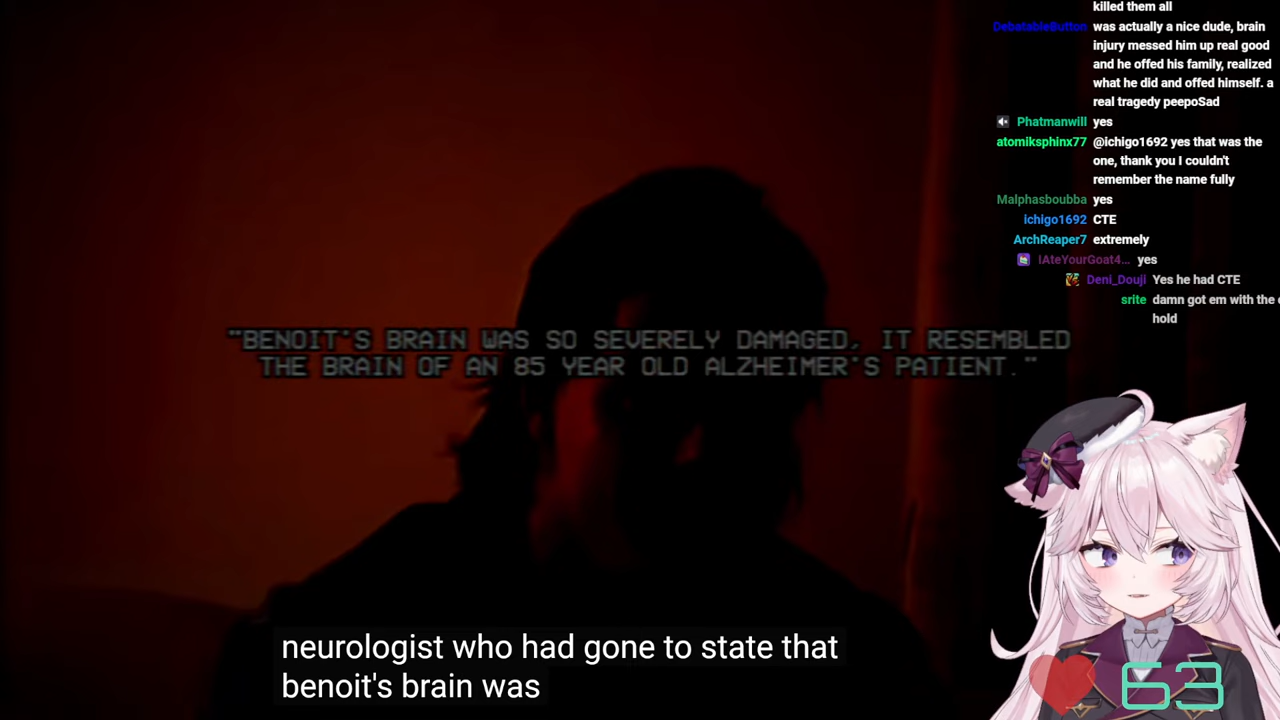 killed them all
DebatableButton was actually a nice dude, brain
injury messed him up real good
and he offed his family, realized
what he did and offed himself. a
real tragedy peepoSad
Phatmanwill yes
atomiksphinx77 @ichigo1692 yes that was the
one, thank you I couldn't
remember the name fully
Malphasboubba yes
ichigo1692 CTE
ArchReaper7 extremely
iAteYourGoat4... yes
Deni_Douji Yes he had CTE
srite damn got em with the
hold
"BENOIT'S BRAIN WAS SO SEVERELY DAMAGED, IT RESEMBLED
THE BRAIN OF AN 85 YEAR OLD ALZHEIMER'S PATIENT."
neurologist who had gone to state that
benoit's brain was
63